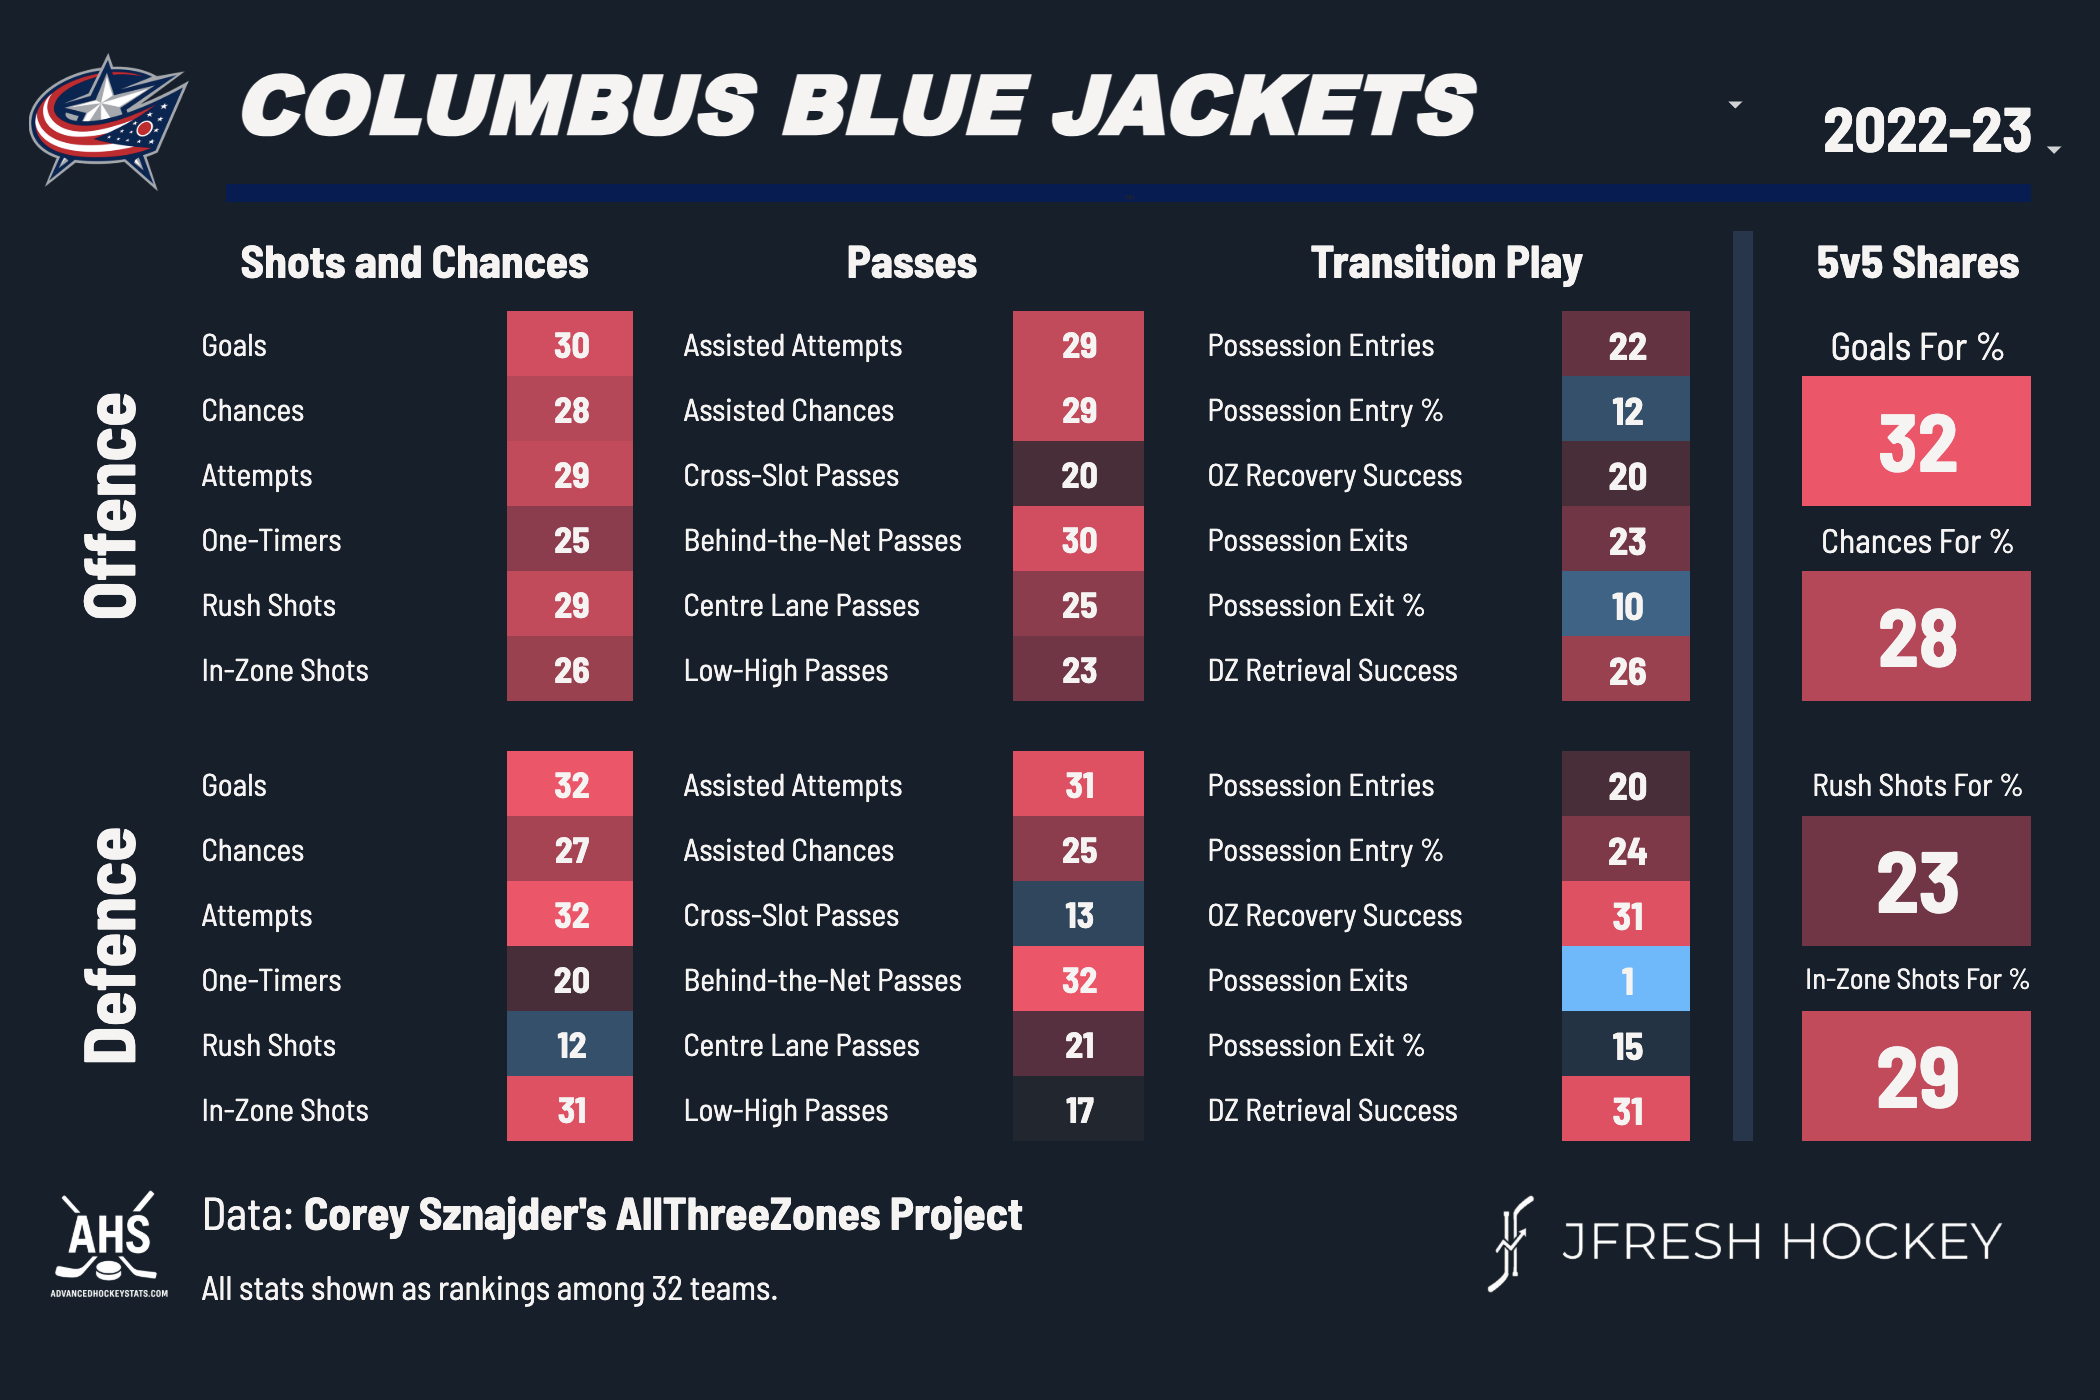 COLUMBUS BLUE JACKETS
2022-23
Shots and Chances
Passes
Transition Play
5v5 Shares
Offence
Goals 30
Chances 28
Attempts 29
One-Timers 25
Rush Shots 29
In-Zone Shots 26
Assisted Attempts 29
Assisted Chances 29
Cross-Slot Passes 20
Behind-the-Net Passes 30
Centre Lane Passes 25
Low-High Passes 23
Possession Entries 22
Possession Entry % 12
OZ Recovery Success 20
Possession Exits 23
Possession Exit % 10
DZ Retrieval Success 26
Goals For %
32
Chances For %
28
Defence
Goals 32
Chances 27
Attempts 32
One-Timers 20
Rush Shots 12
In-Zone Shots 31
Assisted Attempts 31
Assisted Chances 25
Cross-Slot Passes 13
Behind-the-Net Passes 32
Centre Lane Passes 21
Low-High Passes 17
Possession Entries 20
Possession Entry % 24
OZ Recovery Success 31
Possession Exits 1
Possession Exit % 15
DZ Retrieval Success 31
Rush Shots For %
23
In-Zone Shots For %
29
AHS
ADVANCEDHOCKEYSTATS.COM
Data: Corey Sznajder's AllThreeZones Project
All stats shown as rankings among 32 teams.
JFRESH HOCKEY